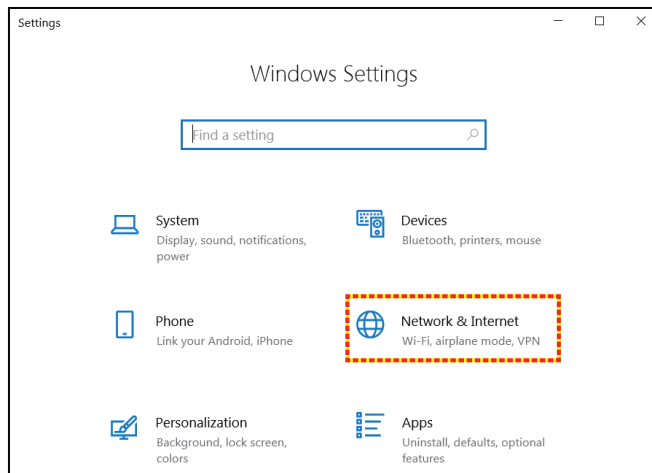 Settings
Windows Settings
Find a setting
System
Display, sound, notifications,
power
Devices
Bluetooth, printers, mouse
Phone
Link your Android, iPhone
Network & Internet
Wi-Fi, airplane mode, VPN
Personalization
Background, lock screen,
colors
Apps
Uninstall, defaults, optional
features